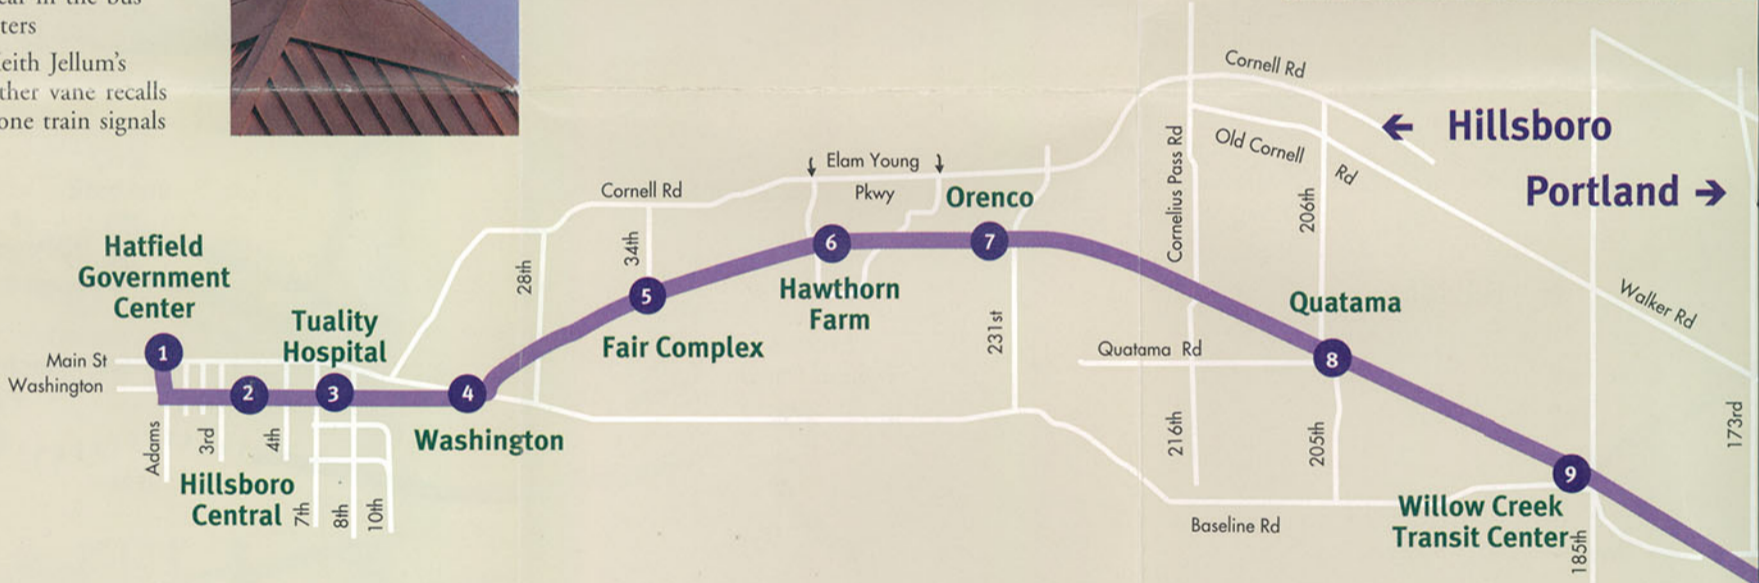 ters
Keith Jellum's
ther vane recalls
one train signals
Cornell Rd
← Hillsboro
Portland →
Old Cornell
Rd
Cornelius Pass Rd
206th
Elam Young
Pkwy
Cornell Rd
Orenco
7
6
Hawthorn
Farm
34th
28th
5
Fair Complex
Hatfield
Government
Center
1
Main St
Washington
Tuality
Hospital
2
3
4
Washington
Adams
3rd
4th
Hillsboro
Central
7th
8th
10th
231st
Quatama Rd
Quatama
8
216th
205th
Baseline Rd
Walker Rd
173rd
9
Willow Creek
Transit Center
185th